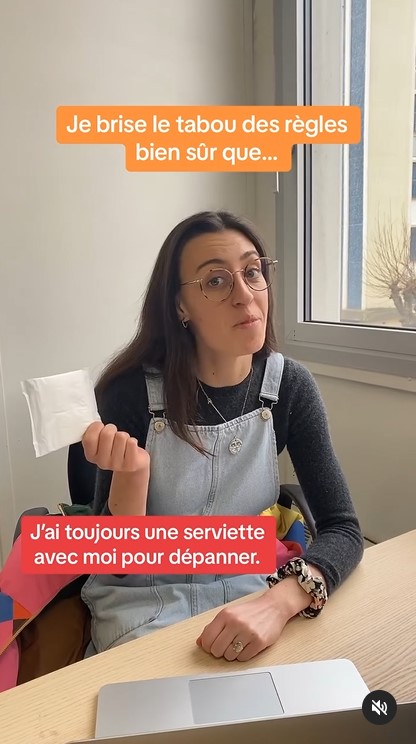 Je brise le tabou des règles
bien sûr que...
J'ai toujours une serviette
avec moi pour dépanner.